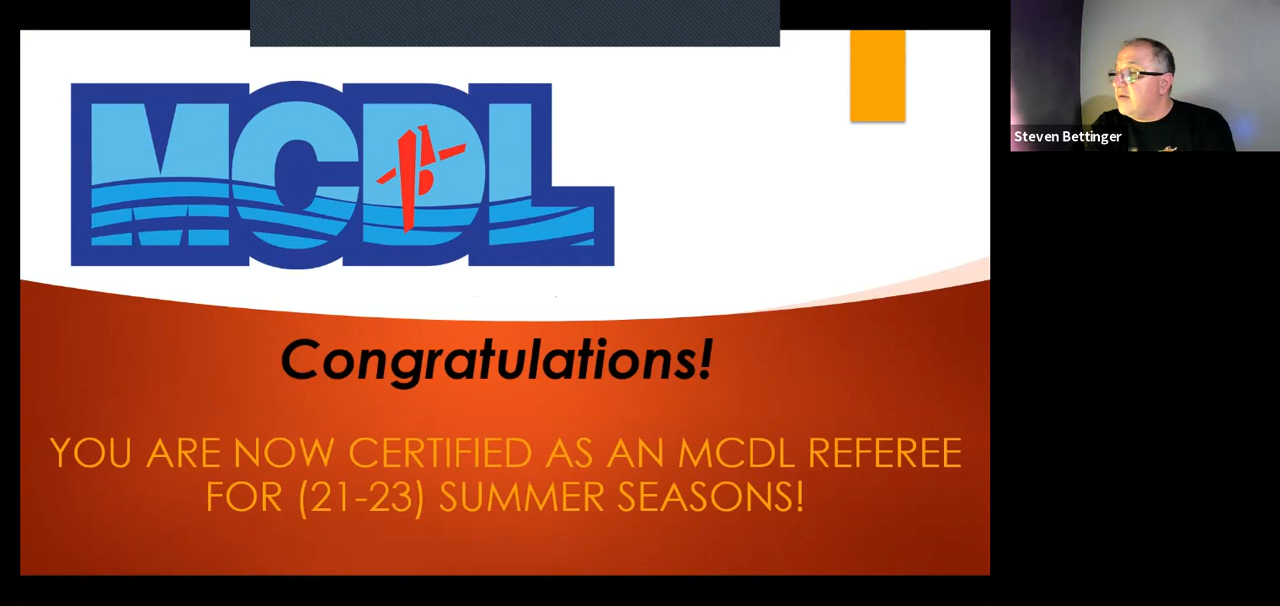 MCDL
Steven Bettinger
Congratulations!
YOU ARE NOW CERTIFIED AS AN MCDL REFEREE
FOR (21-23) SUMMER SEASONS!